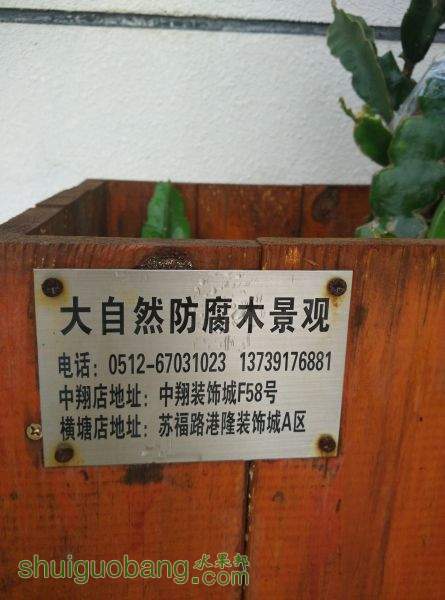 大自然防腐木景观
电话：0512-67031023 13739176881
中翔店地址：中翔装饰城F58号
横塘店地址：苏福路港隆装饰城A区
水果邦
shuiguobang.com